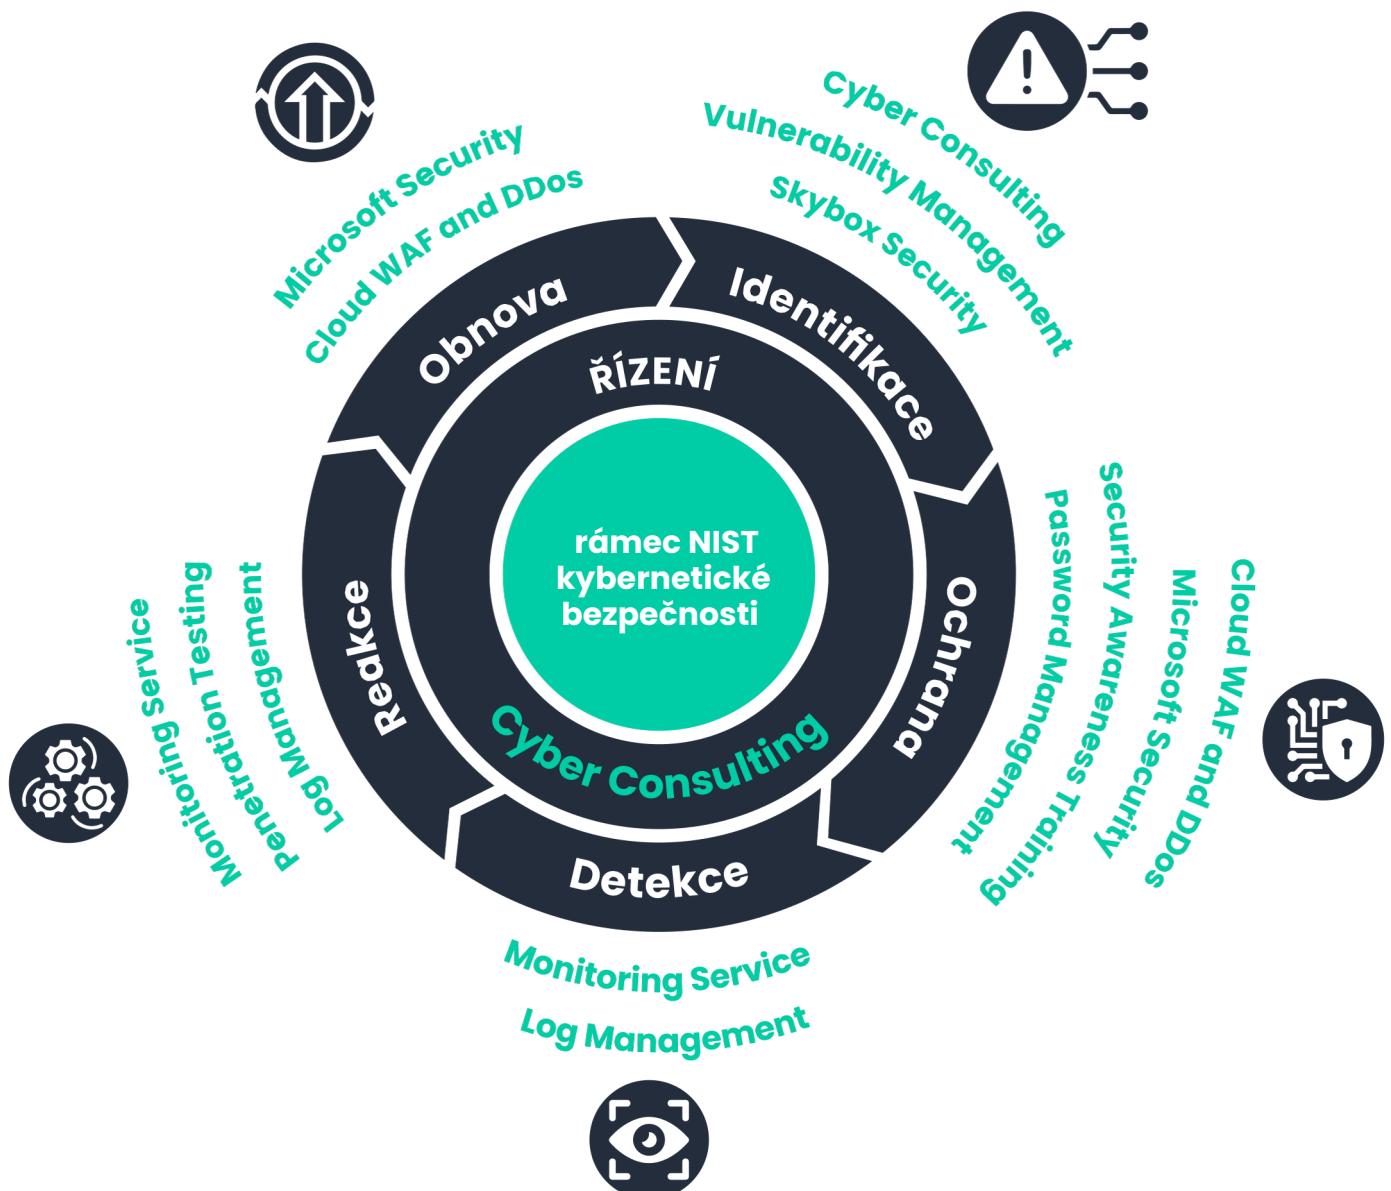 Microsoft Security
Cloud WAF and DDos
Obnova
Cyber Consulting
Vulnerability Management
Skybox Security
Identifikace
ŘÍZENÍ
rámec NIST
kybernetické
bezpečnosti
Cyber Consulting
Ochrana
Password Management
Security Awareness Training
Microsoft Security
Cloud WAF and DDos
Detekce
Monitoring Service
Log Management
Reakce
Log Management
Penetration Testing
Monitoring Service